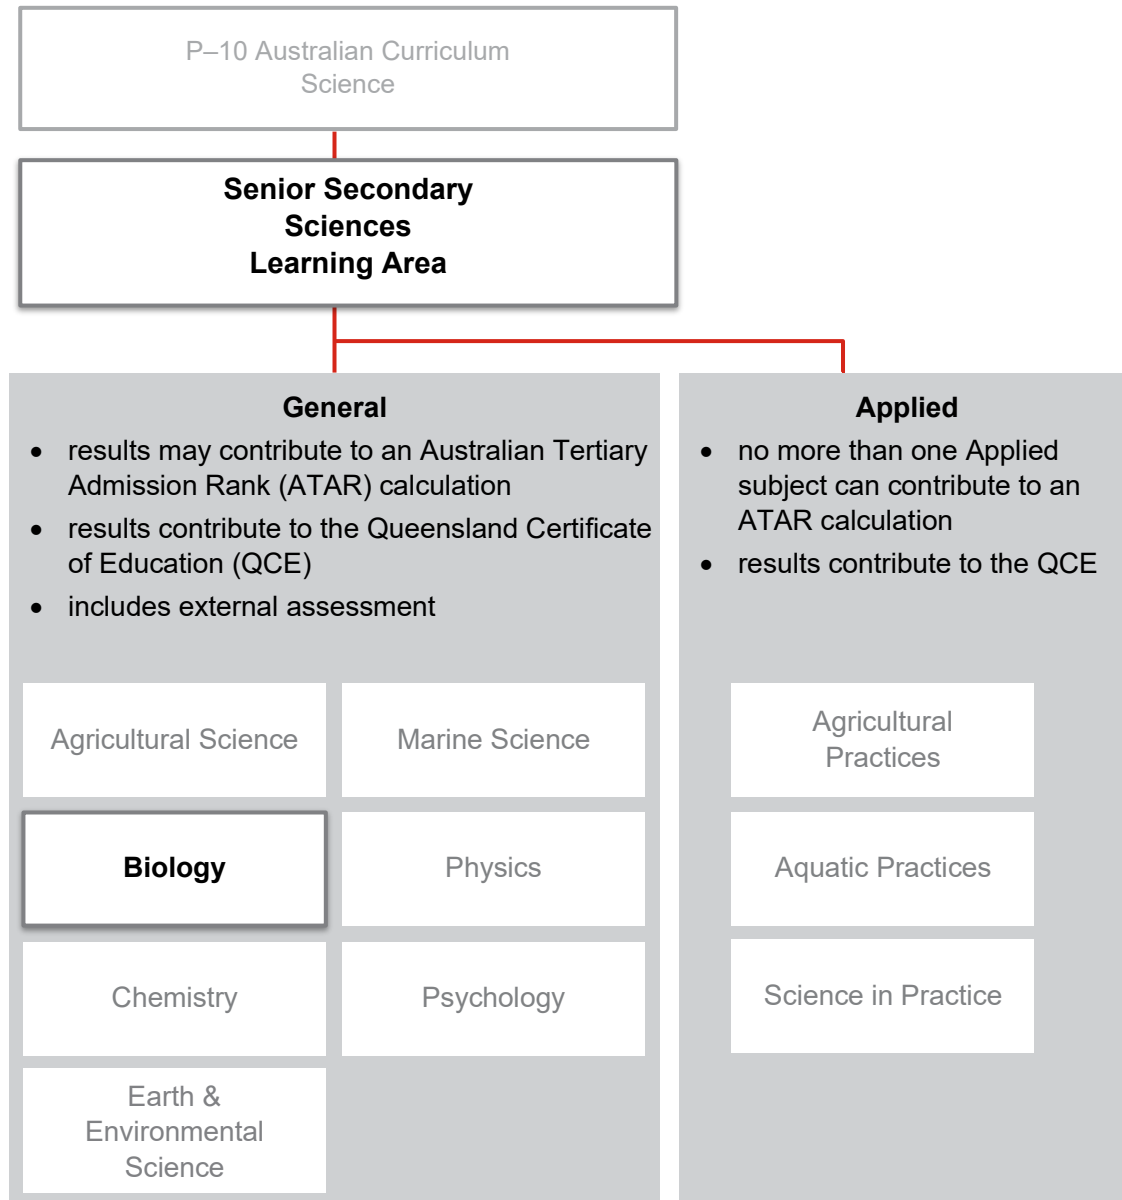 P–10 Australian Curriculum
Science
Senior Secondary
Sciences
Learning Area
General
• results may contribute to an Australian Tertiary
Admission Rank (ATAR) calculation
• results contribute to the Queensland Certificate
of Education (QCE)
• includes external assessment
Agricultural Science
Marine Science
Biology
Physics
Chemistry
Psychology
Earth &
Environmental
Science
Applied
• no more than one Applied
subject can contribute to an
ATAR calculation
• results contribute to the QCE
Agricultural
Practices
Aquatic Practices
Science in Practice